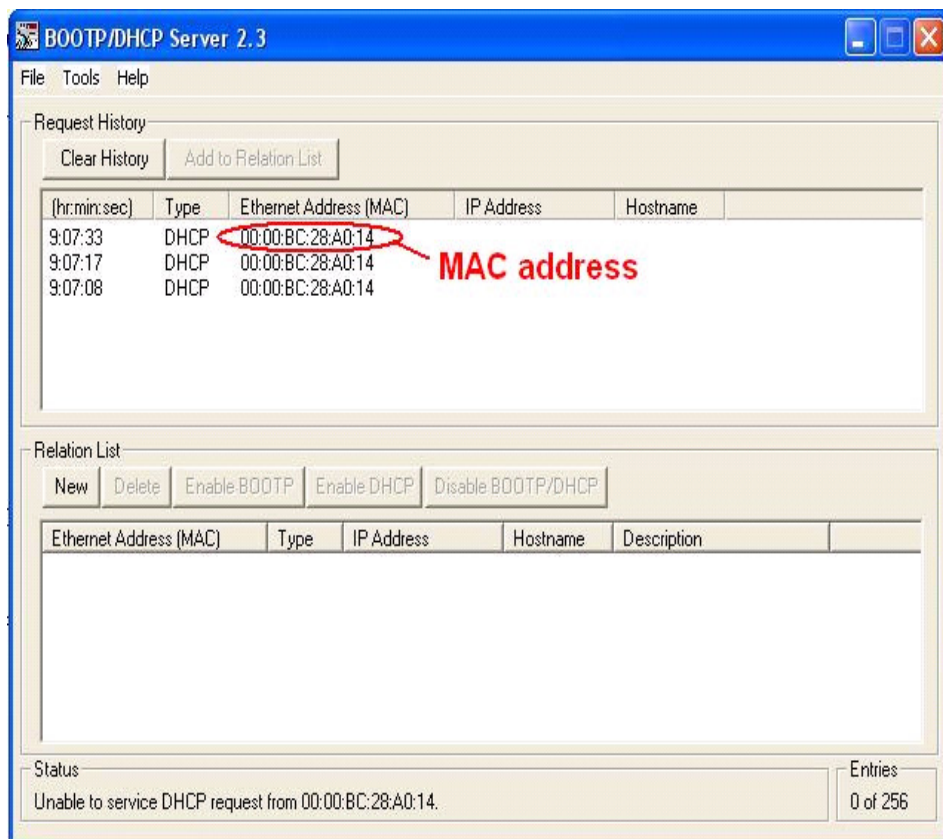 BOOTP/DHCP Server 2.3
File Tools Help
Request History
Clear History Add to Relation List
(hr:min:sec) Type Ethernet Address (MAC) IP Address Hostname
9:07:33 DHCP 00:00:BC:28:A0:14
9:07:17 DHCP 00:00:BC:28:A0:14
9:07:08 DHCP 00:00:BC:28:A0:14
MAC address
Relation List
New Delete Enable BOOTP Enable DHCP Disable BOOTP/DHCP
Ethernet Address (MAC) Type IP Address Hostname Description
Status
Unable to service DHCP request from 00:00:BC:28:A0:14.
Entries
0 of 256